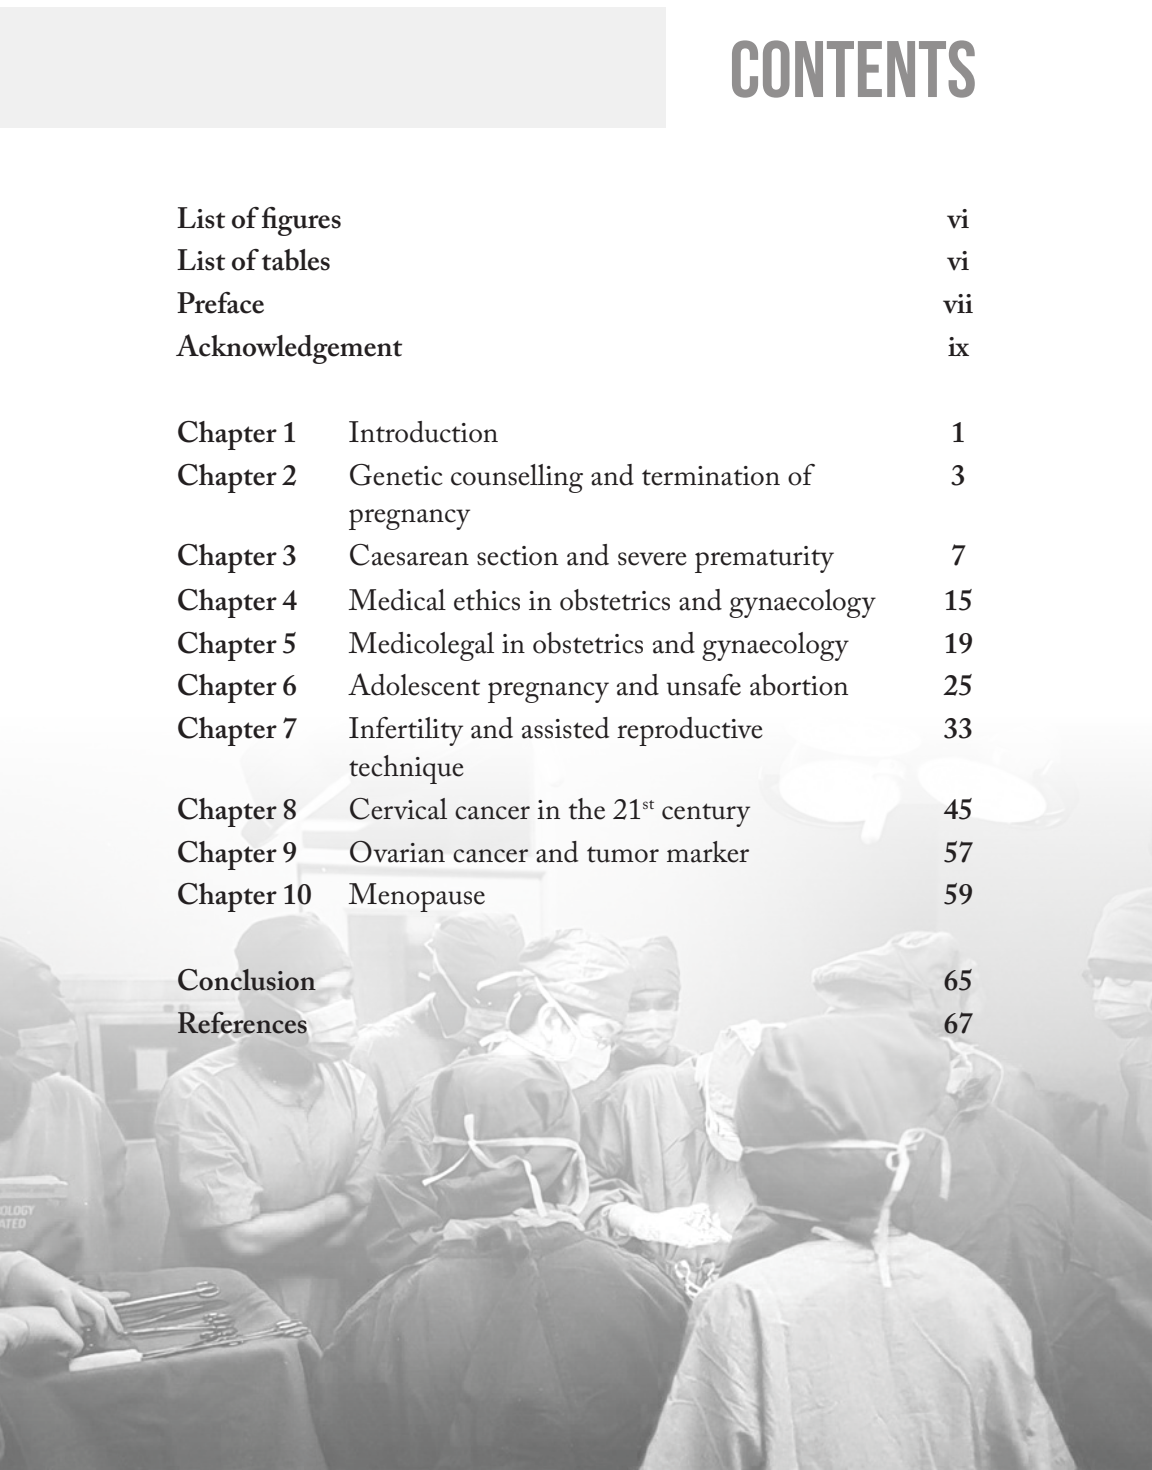 CONTENTS
List of figures vi
List of tables vi
Preface vii
Acknowledgement ix
Chapter 1 Introduction 1
Chapter 2 Genetic counselling and termination of 3
pregnancy
Chapter 3 Caesarean section and severe prematurity 7
Chapter 4 Medical ethics in obstetrics and gynaecology 15
Chapter 5 Medicolegal in obstetrics and gynaecology 19
Chapter 6 Adolescent pregnancy and unsafe abortion 25
Chapter 7 Infertility and assisted reproductive 33
technique
Chapter 8 Cervical cancer in the 21st century 45
Chapter 9 Ovarian cancer and tumor marker 57
Chapter 10 Menopause 59
Conclusion 65
References 67
OLOGY
ATED